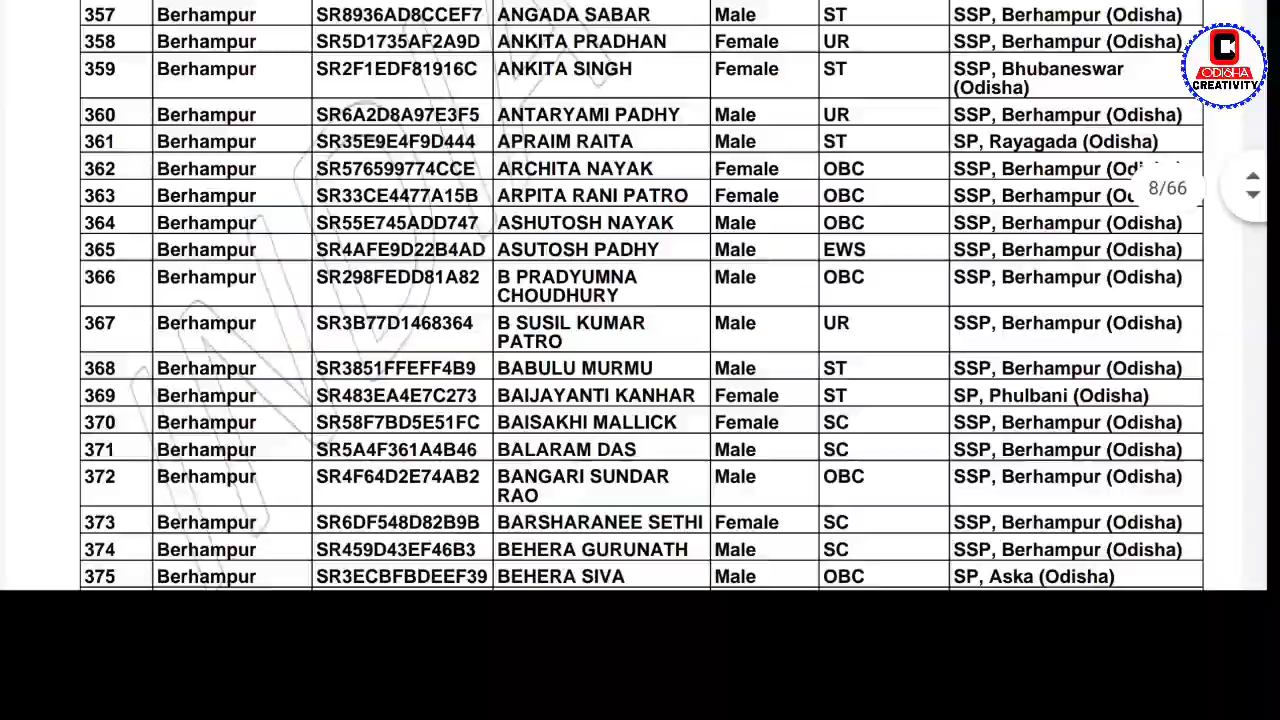 357 Berhampur SR8936AD8CCEF7 ANGADA SABAR Male ST SSP, Berhampur (Odisha)
358 Berhampur SR5D1735AF2A9D ANKITA PRADHAN Female UR SSP, Berhampur (Odisha)
359 Berhampur SR2F1EDF81916C ANKITA SINGH Female ST SSP, Bhubaneswar
(Odisha)
360 Berhampur SR6A2D8A97E3F5 ANTARYAMI PADHY Male UR SSP, Berhampur (Odisha)
361 Berhampur SR35E9E4F9D444 APRAIM RAITA Male ST SP, Rayagada (Odisha)
362 Berhampur SR576599774CCE ARCHITA NAYAK Female OBC SSP, Berhampur
363 Berhampur SR33CE4477A15B ARPITA RANI PATRO Female OBC SSP, Berhampur
364 Berhampur SR55E745ADD747 ASHUTOSH NAYAK Male OBC SSP, Berhampur (Odisha)
365 Berhampur SR4AFE9D22B4AD ASUTOSH PADHY Male EWS SSP, Berhampur (Odisha)
366 Berhampur SR298FEDD81A82 B PRADYUMNA Male OBC SSP, Berhampur (Odisha)
CHOUDHURY
367 Berhampur SR3B77D1468364 B SUSIL KUMAR Male UR SSP, Berhampur (Odisha)
PATRO
368 Berhampur SR3851FFEFF4B9 BABULU MURMU Male ST SSP, Berhampur (Odisha)
369 Berhampur SR483EA4E7C273 BAIJAYANTI KANHAR Female ST SP, Phulbani (Odisha)
370 Berhampur SR58F7BD5E51FC BAISAKHI MALLICK Female SC SSP, Berhampur (Odisha)
371 Berhampur SR5A4F361A4B46 BALARAM DAS Male SC SSP, Berhampur (Odisha)
372 Berhampur SR4F64D2E74AB2 BANGARI SUNDAR Male OBC SSP, Berhampur (Odisha)
RAO
373 Berhampur SR6DF548D82B9B BARSHARANEE SETHI Female SC SSP, Berhampur (Odisha)
374 Berhampur SR459D43EF46B3 BEHERA GURUNATH Male SC SSP, Berhampur (Odisha)
375 Berhampur SR3ECBFBDEEF39 BEHERA SIVA Male OBC SP, Aska (Odisha)
ODISHA
CREATIVITY
8/66
INDIA